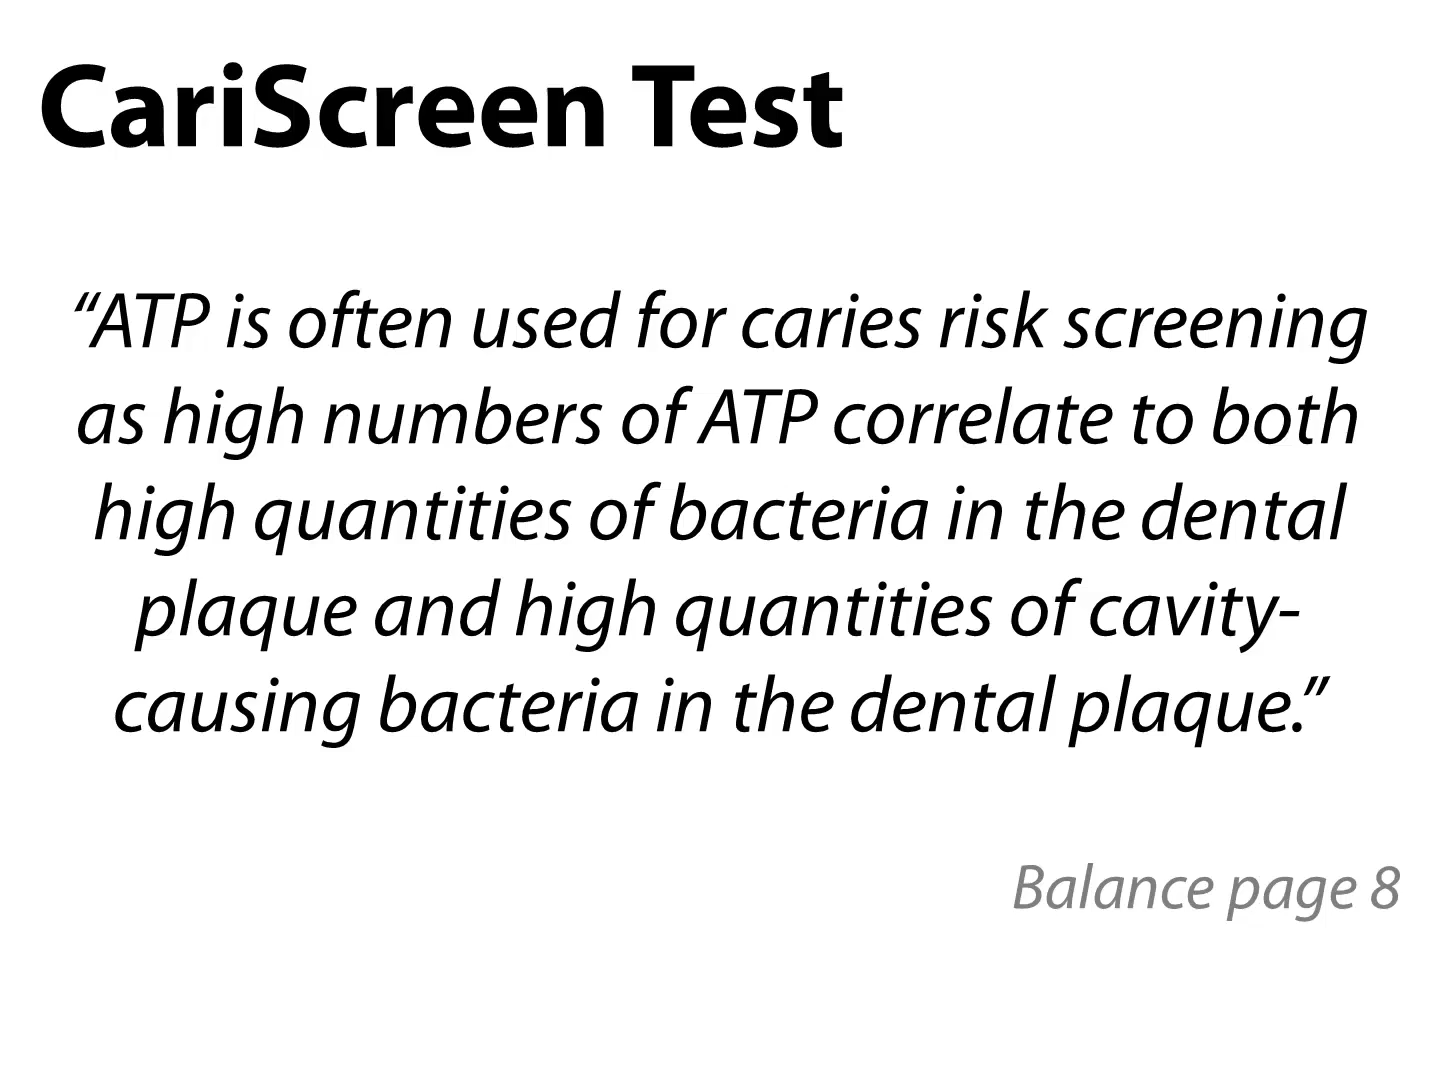 CariScreen Test
“ATP is often used for caries risk screening
as high numbers of ATP correlate to both
high quantities of bacteria in the dental
plaque and high quantities of cavity-
causing bacteria in the dental plaque.”
Balance page 8